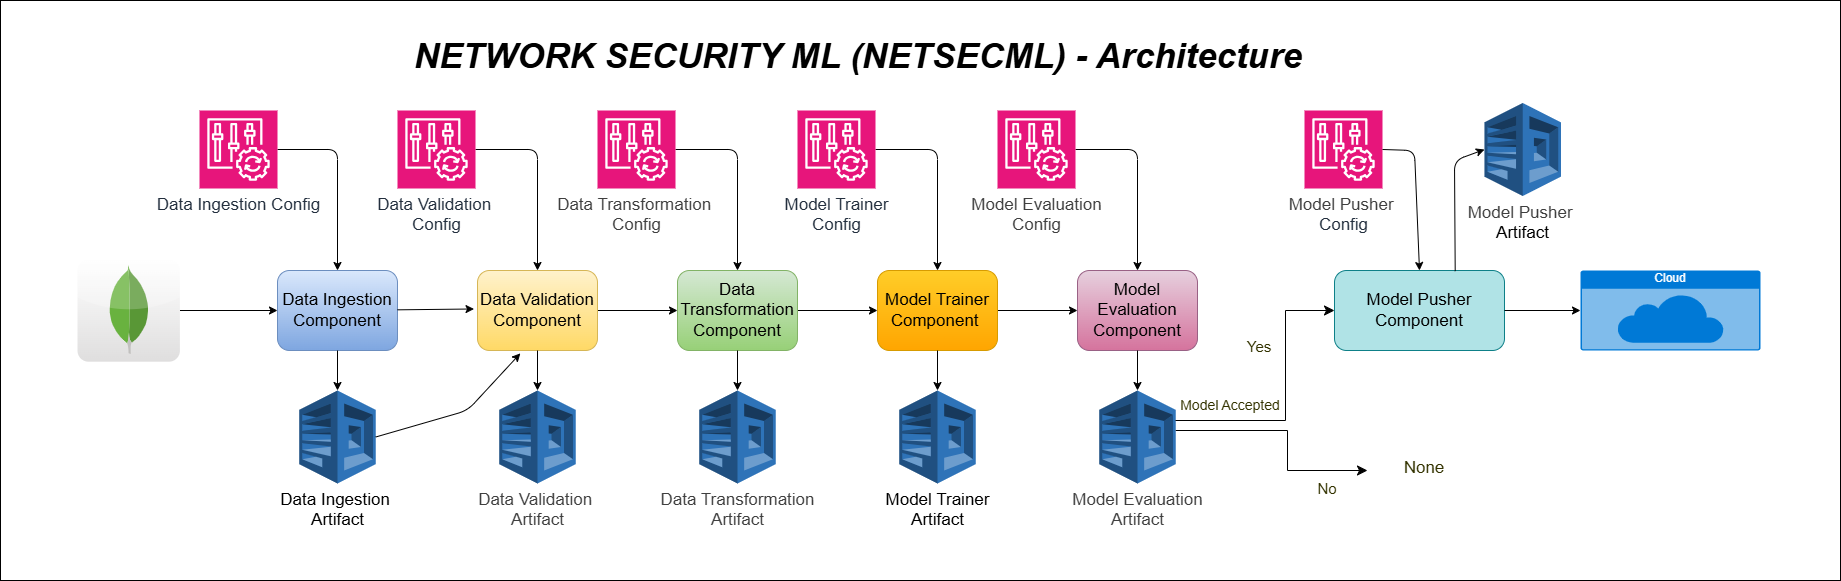 NETWORK SECURITY ML (NETSECML) - Architecture
Data Ingestion Config
Data Validation
Config
Data Transformation
Config
Model Trainer
Config
Model Evaluation
Config
Model Pusher
Config
Model Pusher
Artifact
Data Ingestion
Component
Data Validation
Component
Data
Transformation
Component
Model Trainer
Component
Model
Evaluation
Component
Model Pusher
Component
Cloud
Yes
Model Accepted
None
No
Data Ingestion
Artifact
Data Validation
Artifact
Data Transformation
Artifact
Model Trainer
Artifact
Model Evaluation
Artifact